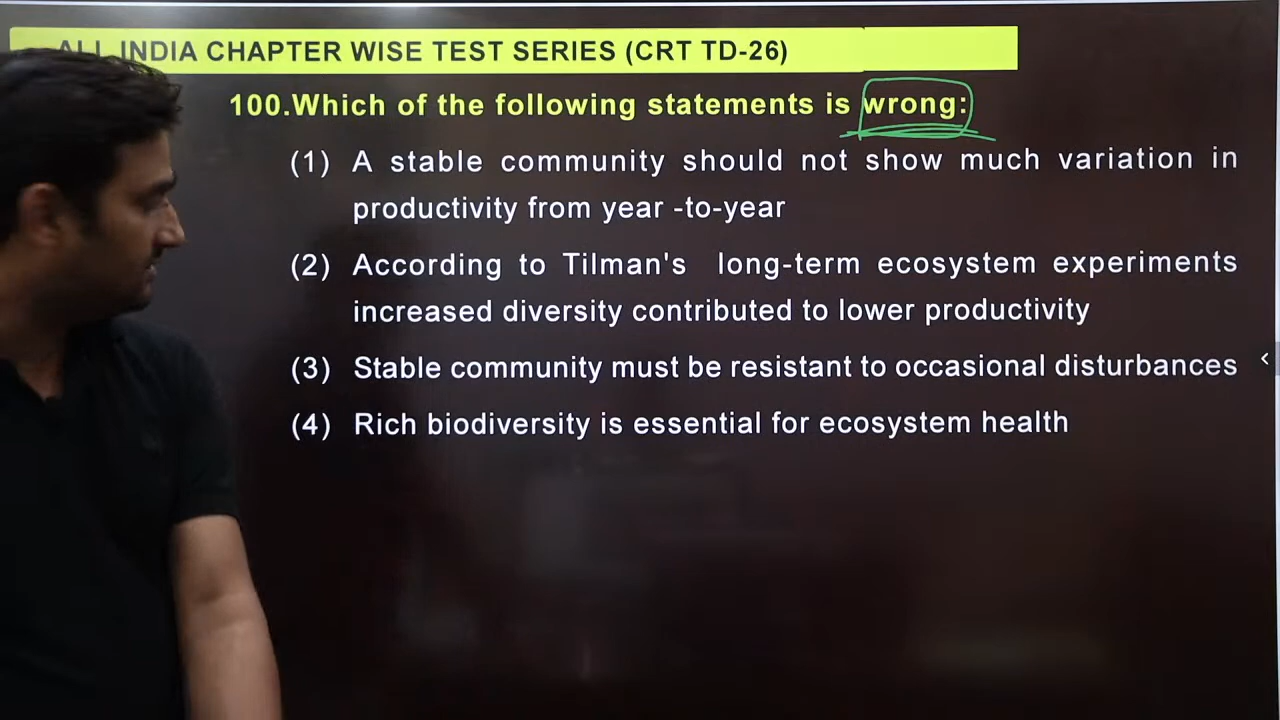 ALL INDIA CHAPTER WISE TEST SERIES (CRT TD-26)
100.Which of the following statements is wrong:
(1) A stable community should not show much variation in
productivity from year -to-year
(2) According to Tilman's long-term ecosystem experiments
increased diversity contributed to lower productivity
(3) Stable community must be resistant to occasional disturbances
(4) Rich biodiversity is essential for ecosystem health